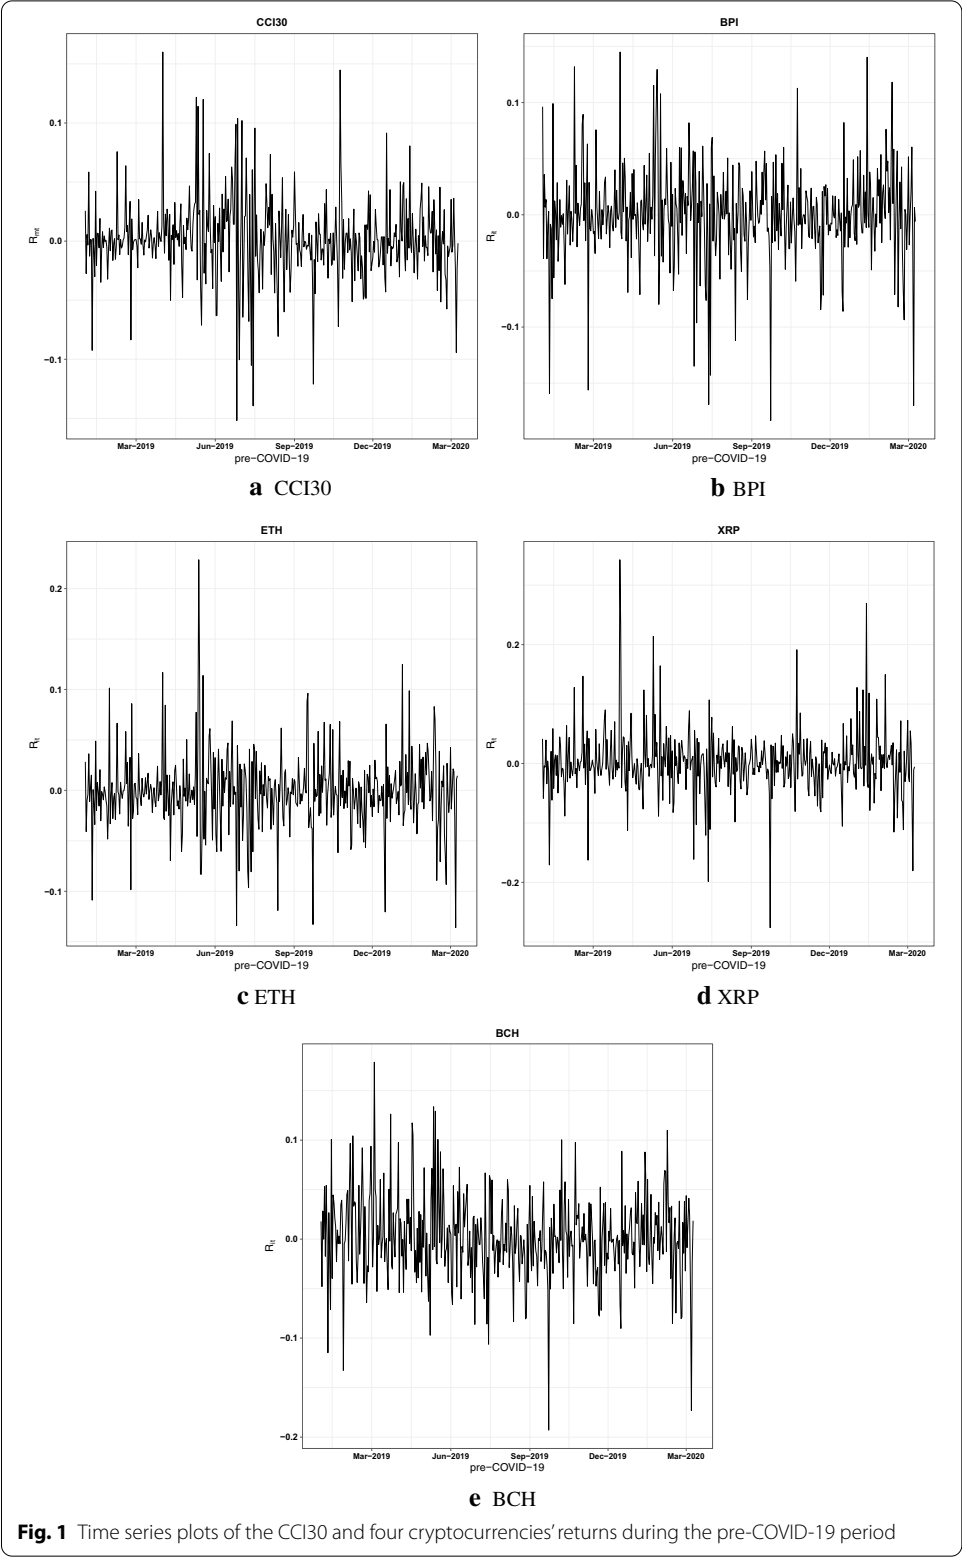 CCI30
0.1
0.0
−0.1
Rmt
Mar−2019 Jun−2019 Sep−2019 Dec−2019 Mar−2020
pre−COVID−19
a CCI30
BPI
0.1
0.0
−0.1
Rit
Mar−2019 Jun−2019 Sep−2019 Dec−2019 Mar−2020
pre−COVID−19
b BPI
ETH
0.2
0.1
0.0
−0.1
Rit
Mar−2019 Jun−2019 Sep−2019 Dec−2019 Mar−2020
pre−COVID−19
c ETH
XRP
0.2
0.0
−0.2
Rit
Mar−2019 Jun−2019 Sep−2019 Dec−2019 Mar−2020
pre−COVID−19
d XRP
BCH
0.1
0.0
−0.1
−0.2
Rit
Mar−2019 Jun−2019 Sep−2019 Dec−2019 Mar−2020
pre−COVID−19
e BCH
Fig. 1 Time series plots of the CCI30 and four cryptocurrencies’ returns during the pre-COVID-19 period